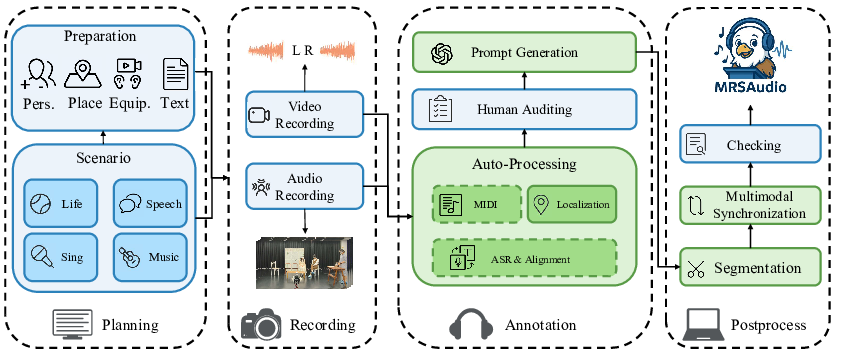 Preparation
Pers. Place Equip. Text
Scenario
Life
Speech
Sing
Music
Planning
L R
Video
Recording
Audio
Recording
Recording
Prompt Generation
Human Auditing
Auto-Processing
MIDI
Localization
ASR & Alignment
Annotation
MRSAudio
Checking
Multimodal
Synchronization
Segmentation
Postprocess